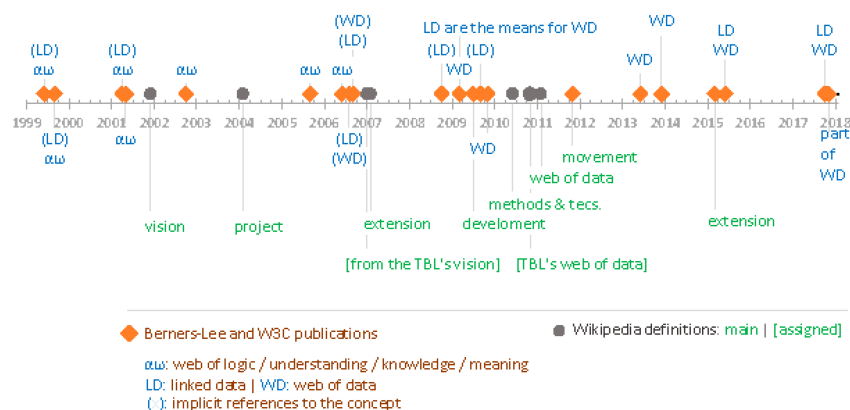 (WD) LD are the means for WD WD
(LD) (LD) αω (LD) αω αω αω (LD) (LD) WD WD LD WD LD WD
αω αω
1999 2000 2001 2002 2003 2004 2005 2006 2007 2008 2009 2010 2011 2012 2013 2014 2015 2016 2017 2018
(LD) αω (LD) WD part
αω (WD) of
movement WD
web of data
methods & tecs.
vision project extension develoment extension
[from the TBL's vision] [TBL's web of data]
Berners-Lee and W3C publications Wikipedia definitions: main | [assigned]
αω: web of logic / understanding / knowledge / meaning
LD: linked data | WD: web of data
(): implicit references to the concept